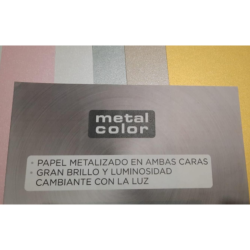 metal
color
· PAPEL METALIZADO EN AMBAS CARAS
· GRAN BRILLO Y LUMINOSIDAD
CAMBIANTE CON LA LUZ